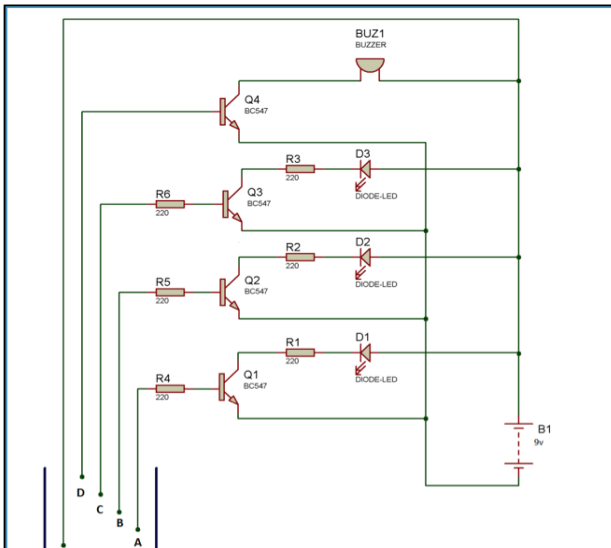 BUZ1
BUZZER
Q4
BC547
R3
220
D3
DIODE-LED
R6
220
Q3
BC547
R2
220
D2
DIODE-LED
R5
220
Q2
BC547
R1
220
D1
DIODE-LED
R4
220
Q1
BC547
B1
9v
D
C
B
A